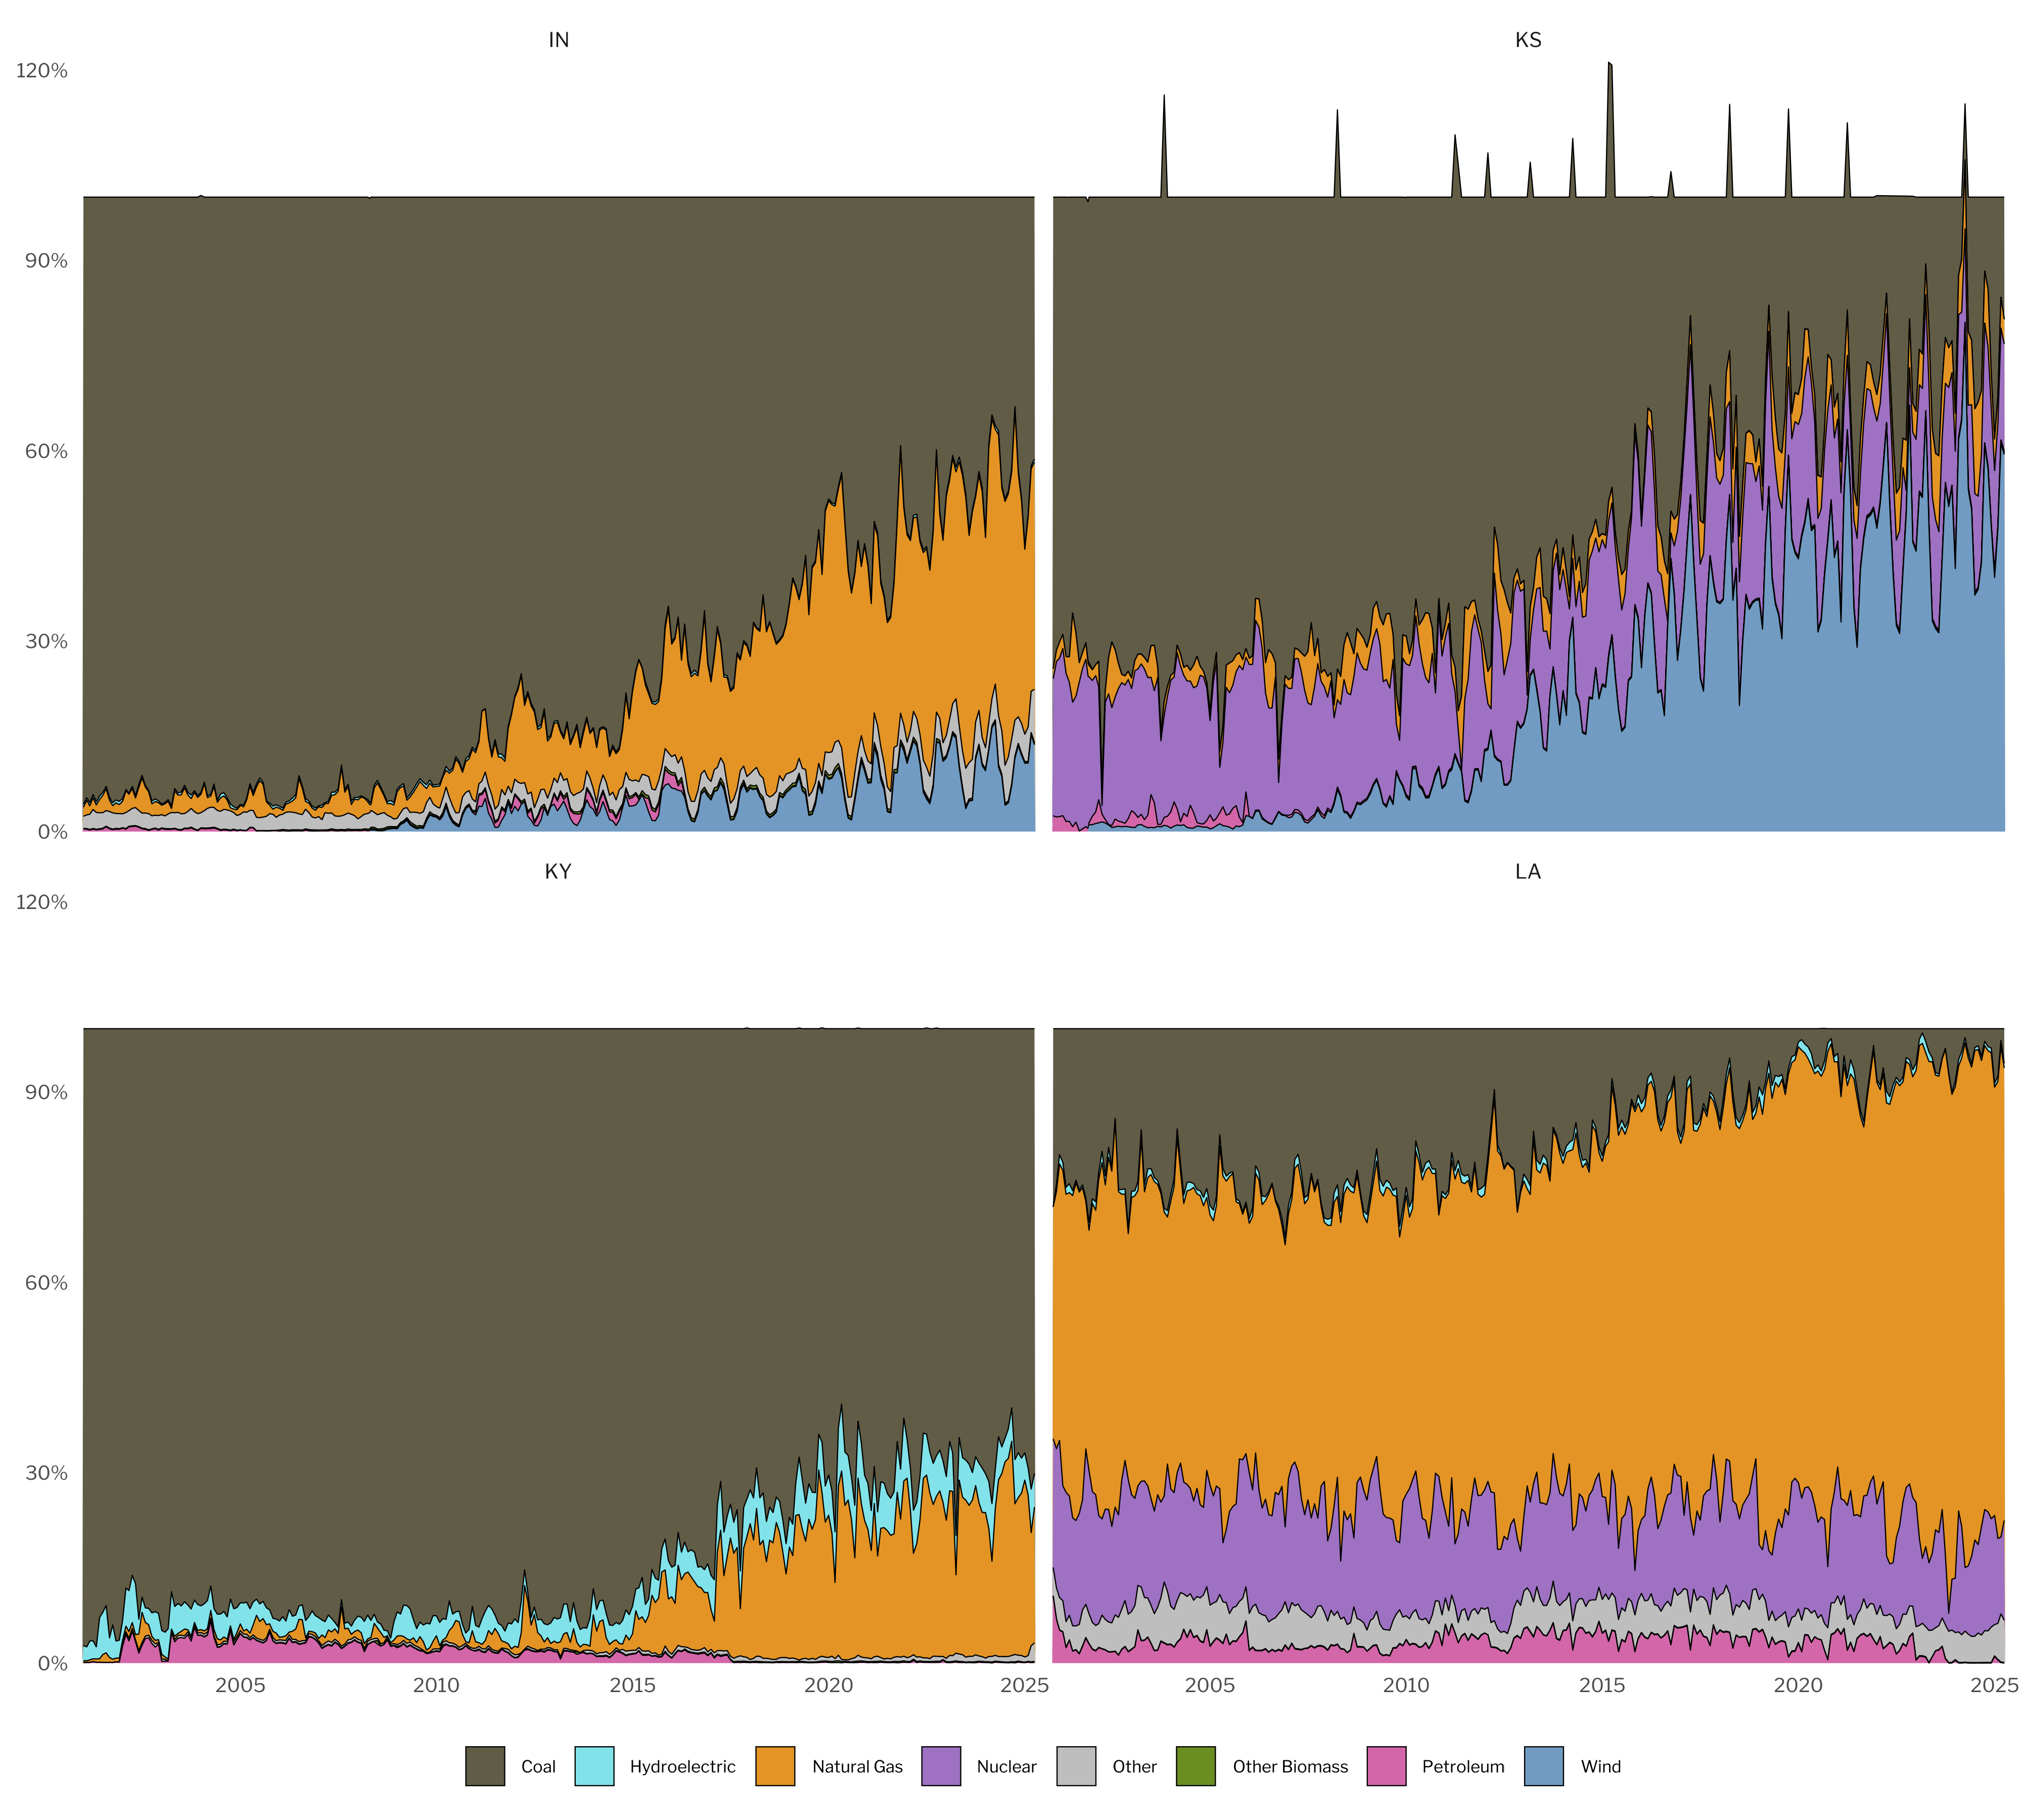 IN KS
120%
90%
60%
30%
0%
KY LA
120%
90%
60%
30%
0%
2005 2010 2015 2020 2025 2005 2010 2015 2020 2025
Coal Hydroelectric Natural Gas Nuclear Other Other Biomass Petroleum Wind